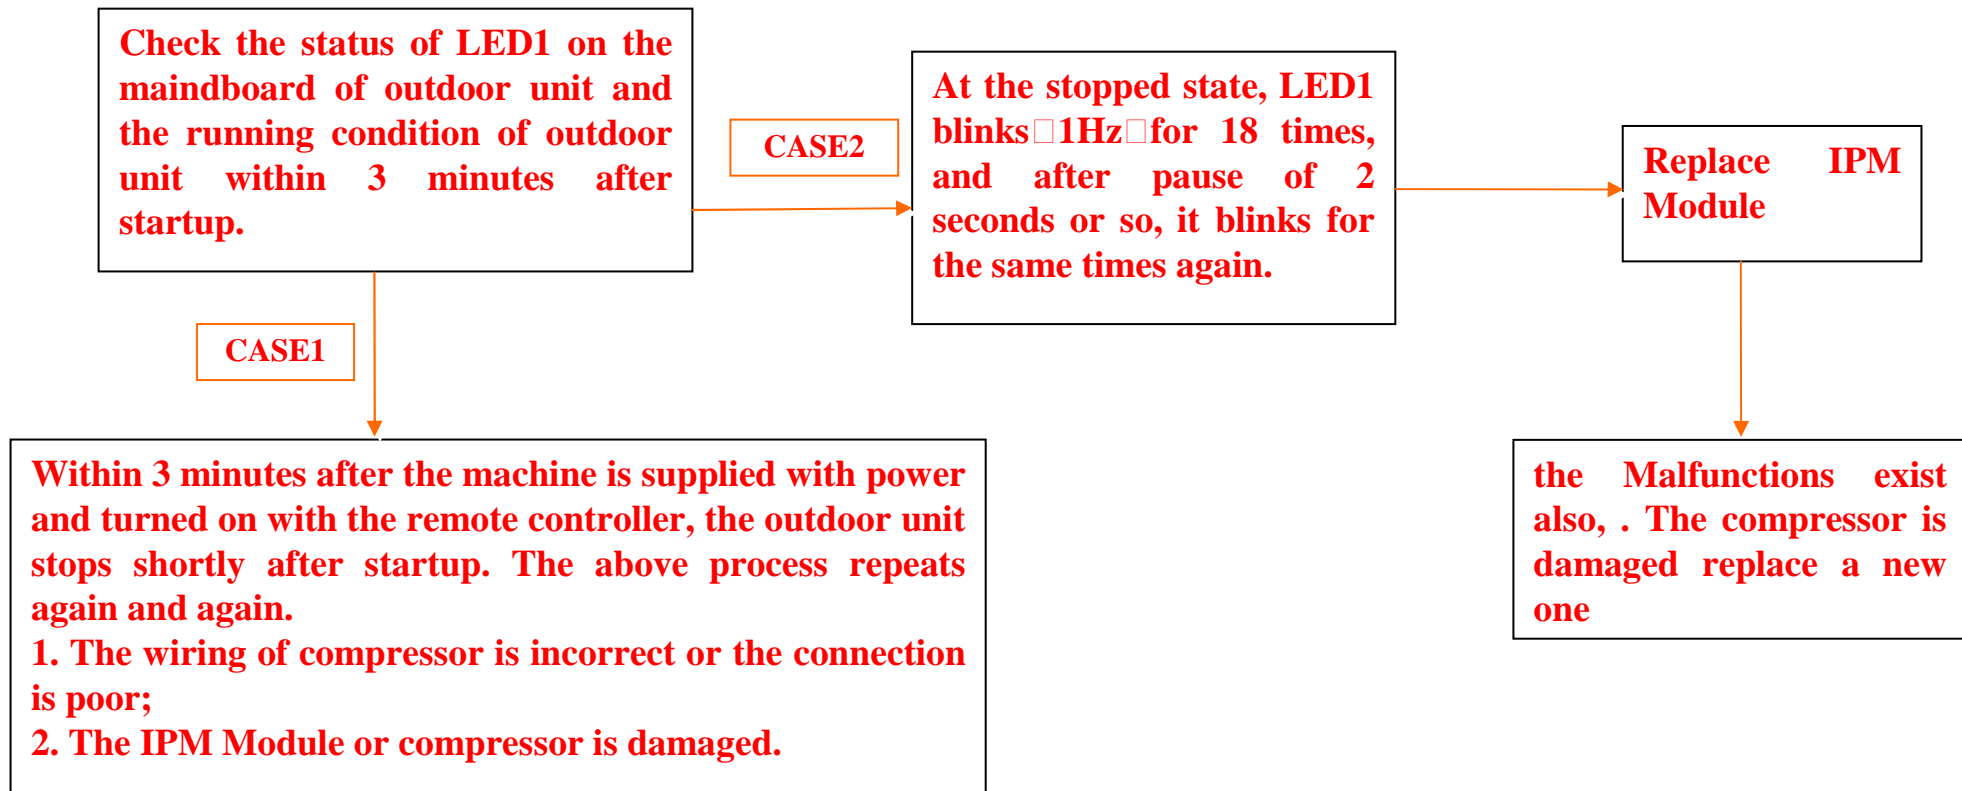 Check the status of LED1 on the
maindboard of outdoor unit and
the running condition of outdoor
unit within 3 minutes after
startup.
CASE2
At the stopped state, LED1
blinks□1Hz□for 18 times,
and after pause of 2
seconds or so, it blinks for
the same times again.
Replace IPM
Module
CASE1
Within 3 minutes after the machine is supplied with power
and turned on with the remote controller, the outdoor unit
stops shortly after startup. The above process repeats
again and again.
1. The wiring of compressor is incorrect or the connection
is poor;
2. The IPM Module or compressor is damaged.
the Malfunctions exist
also, . The compressor is
damaged replace a new
one